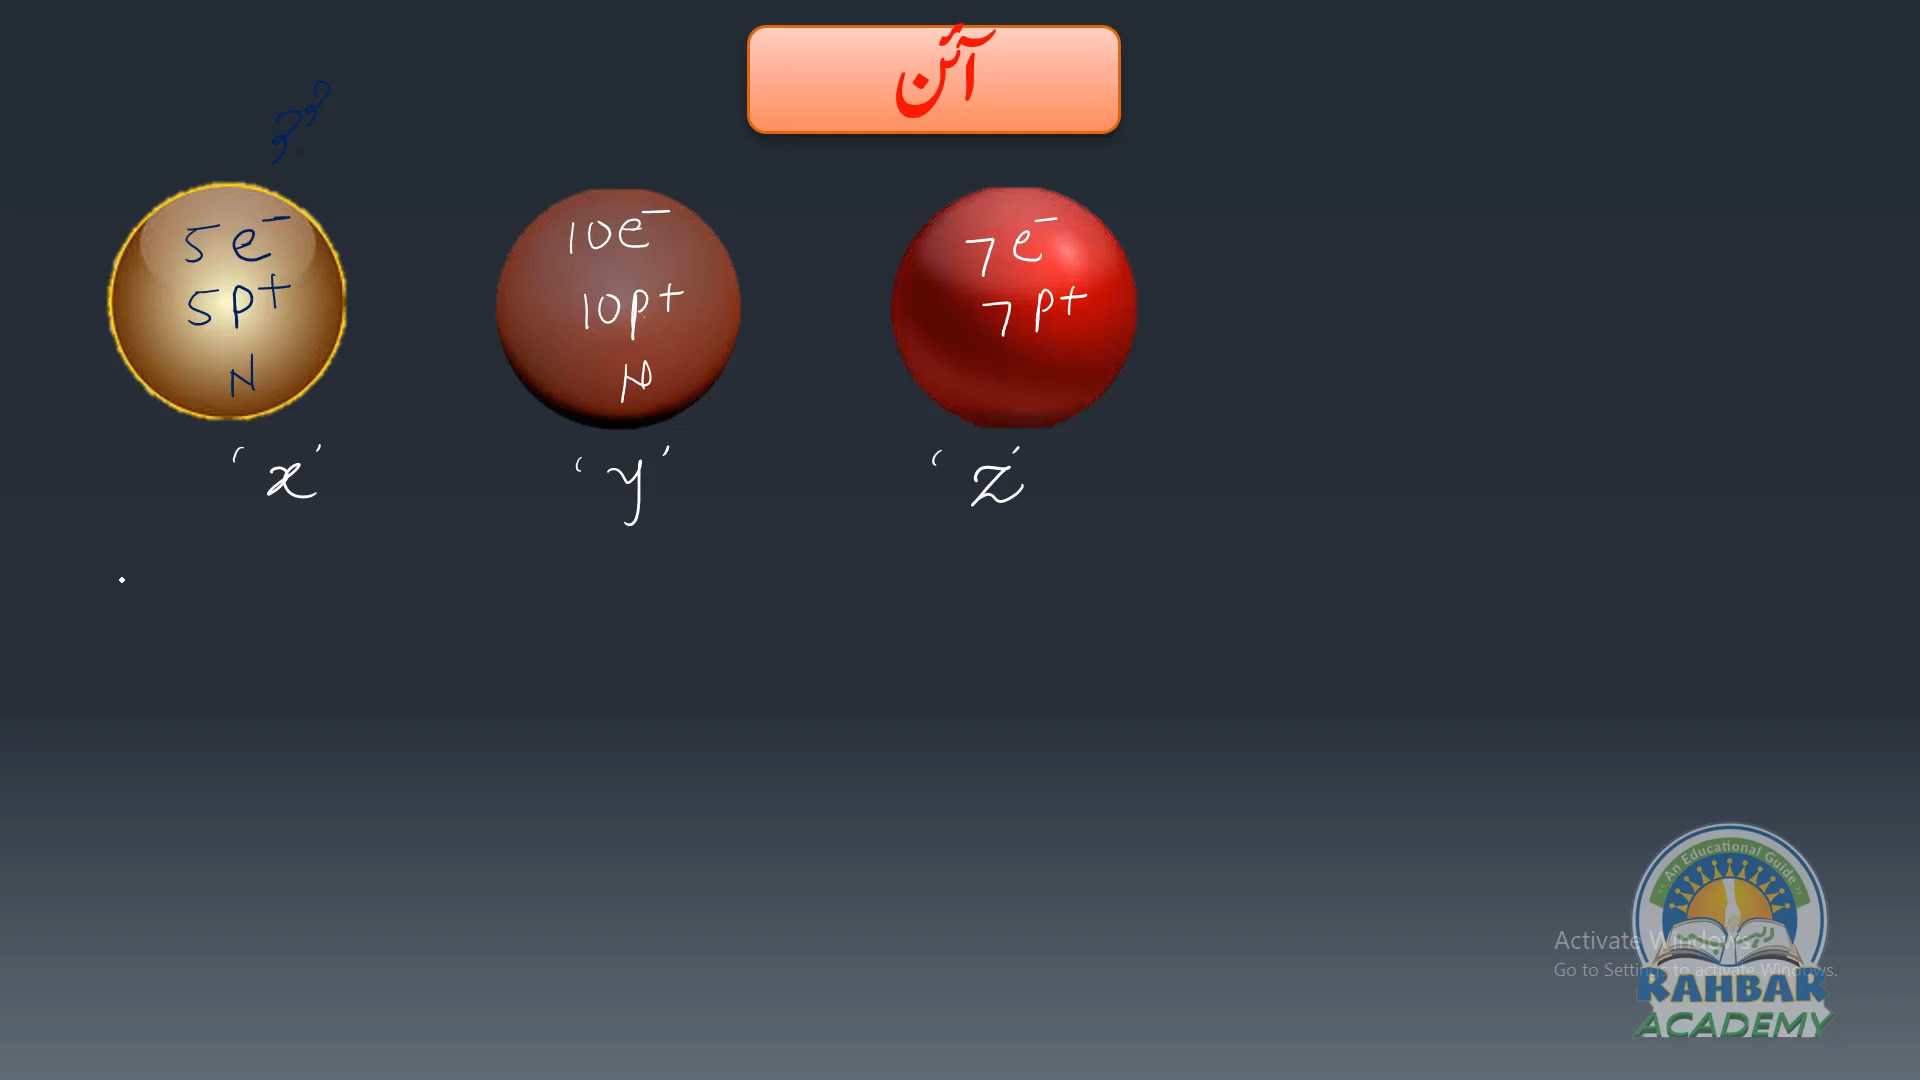 آئن
5e⁻
5p⁺
N
10e⁻
10p⁺
N
7e⁻
7p⁺
'x'
'y'
'z'
<< An Educational Guide >>
رہبر
Activate Windows
Go to Settings to activate Windows.
RAHBAR
ACADEMY